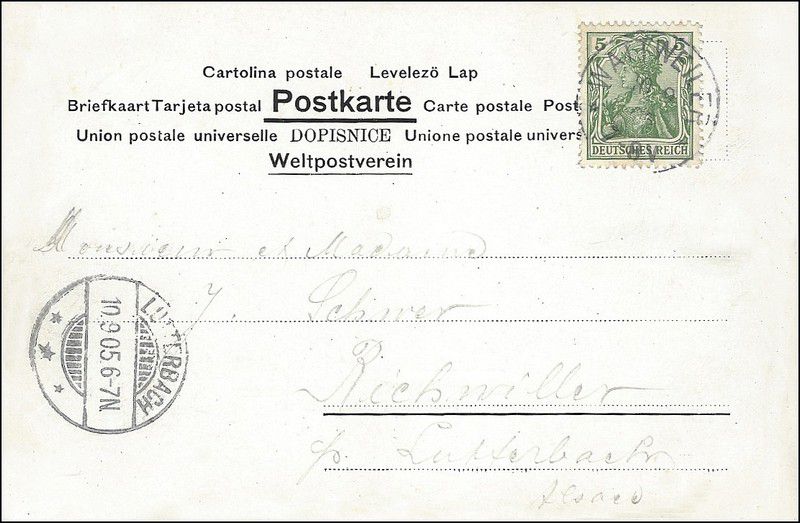 Cartolina postale Levelezö Lap
Briefkaart Tarjeta postal Postkarte Carte postale Post
Union postale universelle DOPISNICE Unione postale univers
Weltpostverein
5 5
DEUTSCHES REICH
Monsieur et Madame
J. Schwer
Richwiller
p. Lutterbach
Alsace
LUTTERBACH
10.9.05.6-7N